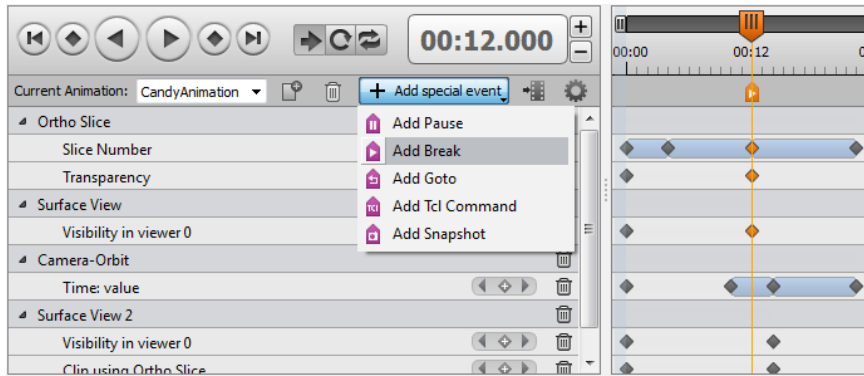 00:12.000
00:00 00:12
Current Animation: CandyAnimation Add special event
Ortho Slice
Add Pause
Slice Number
Add Break
Transparency
Add Goto
Surface View
Add Tcl Command
TCl
Visibility in viewer 0
Add Snapshot
Camera-Orbit
Time: value
Surface View 2
Visibility in viewer 0
Clip using Ortho Slice